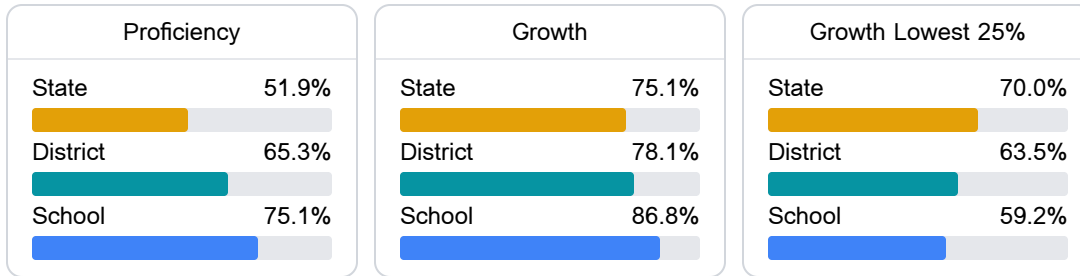 Proficiency
State 51.9%
District 65.3%
School 75.1%
Growth
State 75.1%
District 78.1%
School 86.8%
Growth Lowest 25%
State 70.0%
District 63.5%
School 59.2%